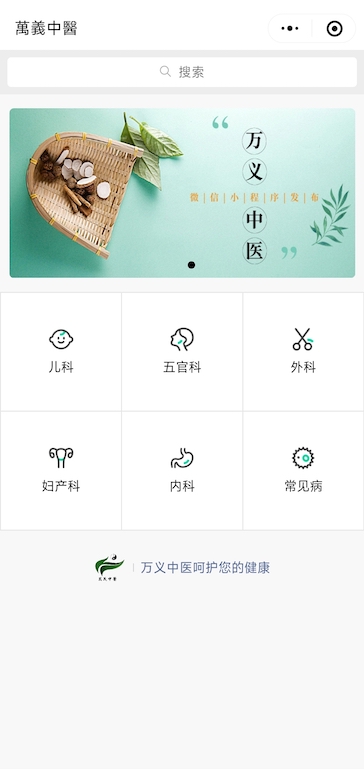 萬義中醫
搜索
万
义
微|信|小|程|序|发|布
中
医
儿科
五官科
外科
妇产科
内科
常见病
万义中医呵护您的健康